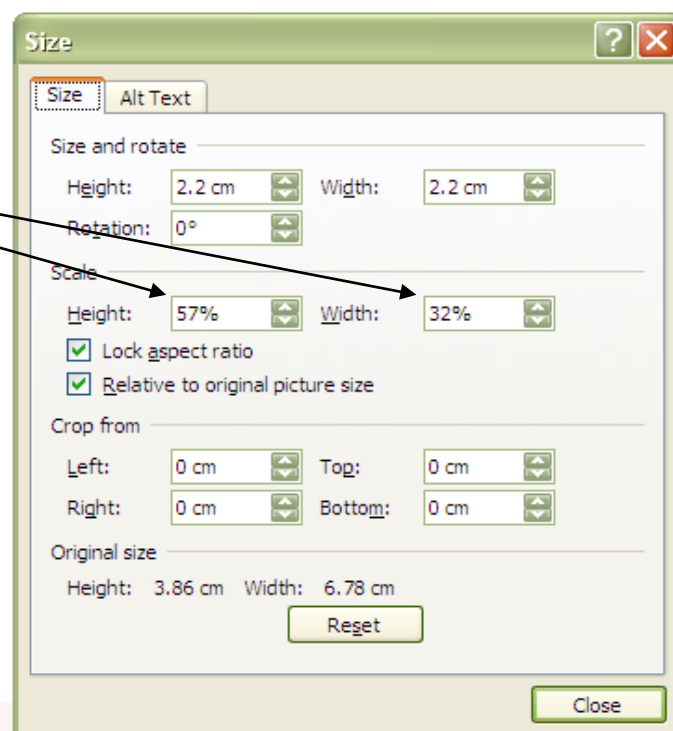 Size
Size Alt Text
Size and rotate
Height: 2.2 cm Width: 2.2 cm
Rotation: 0°
Scale
Height: 57% Width: 32%
Lock aspect ratio
Relative to original picture size
Crop from
Left: 0 cm Top: 0 cm
Right: 0 cm Bottom: 0 cm
Original size
Height: 3.86 cm Width: 6.78 cm
Reset
Close